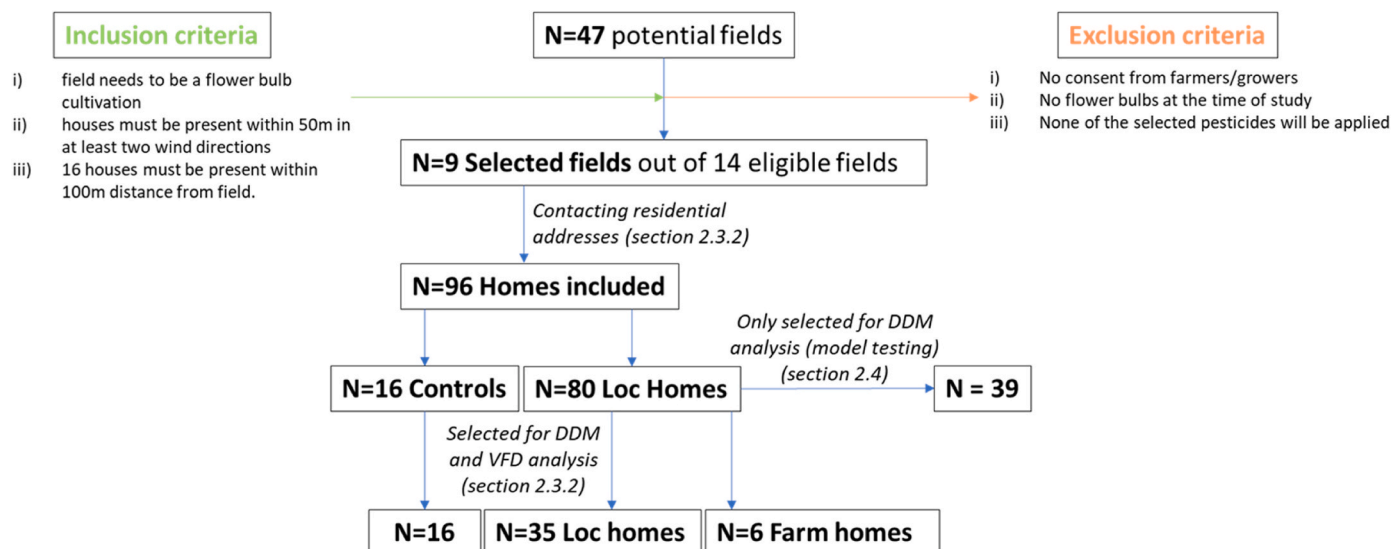 N=47 potential fields
Inclusion criteria
i) field needs to be a flower bulb
cultivation
ii) houses must be present within 50m in
at least two wind directions
iii) 16 houses must be present within
100m distance from field.
Exclusion criteria
i) No consent from farmers/growers
ii) No flower bulbs at the time of study
iii) None of the selected pesticides will be applied
N=9 Selected fields out of 14 eligible fields
Contacting residential
addresses (section 2.3.2)
N=96 Homes included
Only selected for DDM
analysis (model testing)
(section 2.4)
N=16 Controls
N=80 Loc Homes
N = 39
Selected for DDM
and VFD analysis
(section 2.3.2)
N=16
N=35 Loc homes
N=6 Farm homes